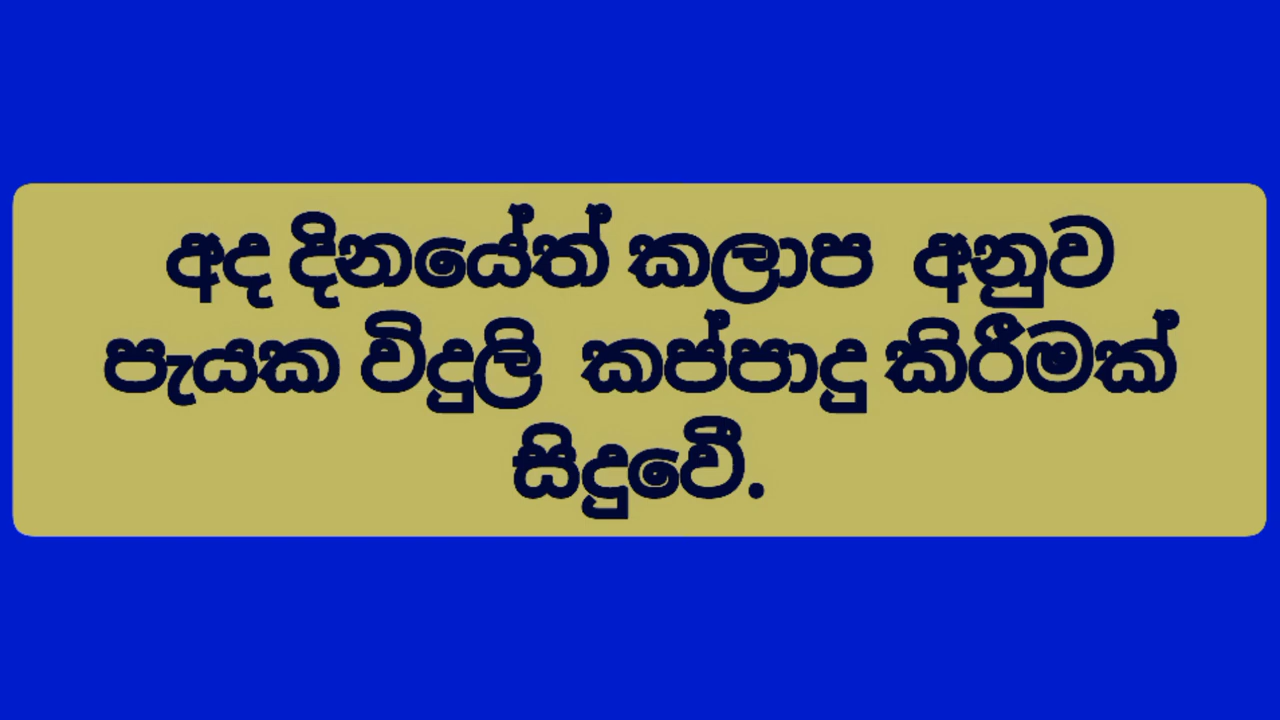 අද දිනයේත් කලාප අනුව
පැයක විදුලි කප්පාදු කිරීමක්
සිදුවේී.